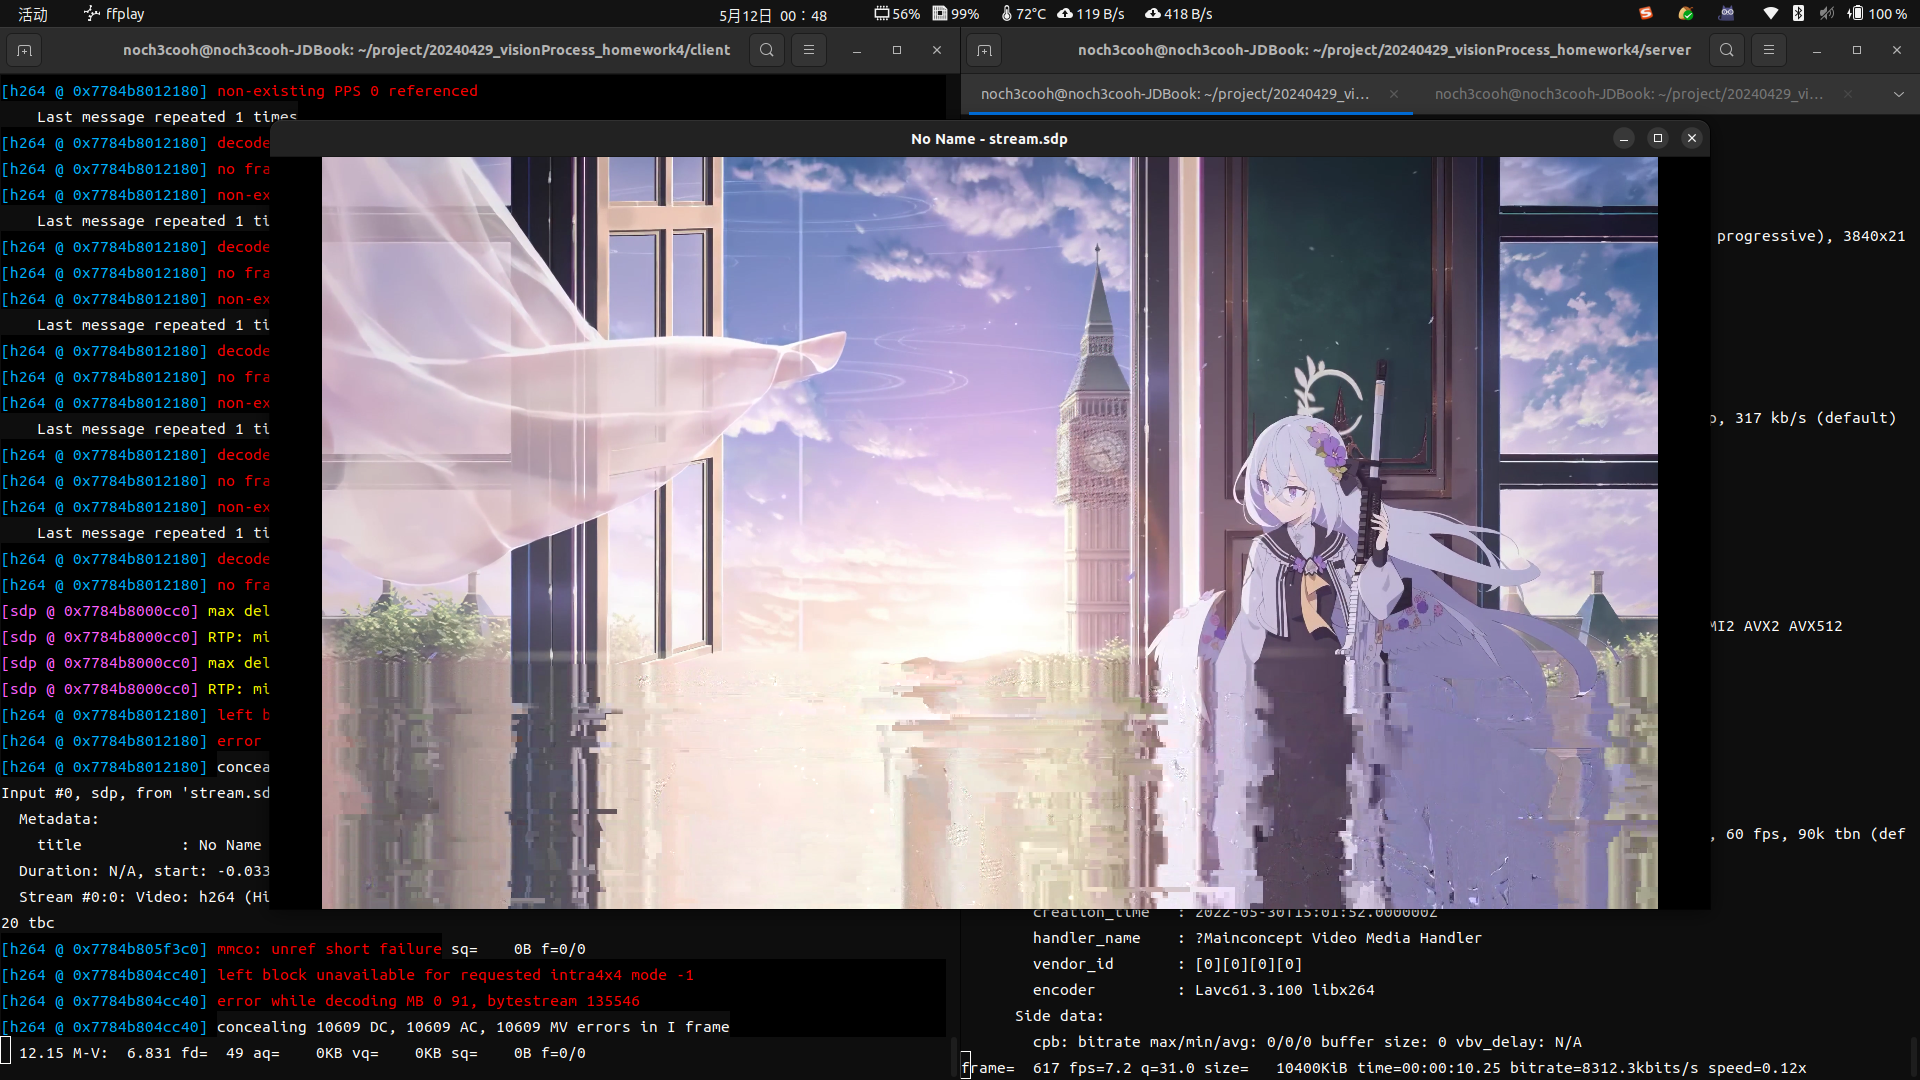 活动 ffplay 5月12日 00:48 56% 99% 72°C 119 B/s 418 B/s 100 %
noch3cooh@noch3cooh-JDBook: ~/project/20240429_visionProcess_homework4/client
noch3cooh@noch3cooh-JDBook: ~/project/20240429_visionProcess_homework4/server
noch3cooh@noch3cooh-JDBook: ~/project/20240429_vi... noch3cooh@noch3cooh-JDBook: ~/project/20240429_vi...
[h264 @ 0x7784b8012180] non-existing PPS 0 referenced
Last message repeated 1 times
No Name - stream.sdp
[h264 @ 0x7784b8012180] decode
[h264 @ 0x7784b8012180] no fra
[h264 @ 0x7784b8012180] non-ex
Last message repeated 1 ti
[h264 @ 0x7784b8012180] decode
[h264 @ 0x7784b8012180] no fra
[h264 @ 0x7784b8012180] non-ex
Last message repeated 1 ti
[h264 @ 0x7784b8012180] decode
[h264 @ 0x7784b8012180] no fra
[h264 @ 0x7784b8012180] non-ex
Last message repeated 1 ti
[h264 @ 0x7784b8012180] decode
[h264 @ 0x7784b8012180] no fra
[h264 @ 0x7784b8012180] non-ex
Last message repeated 1 ti
[h264 @ 0x7784b8012180] decode
[h264 @ 0x7784b8012180] no fra
[sdp @ 0x7784b8000cc0] max del
[sdp @ 0x7784b8000cc0] RTP: mi
[sdp @ 0x7784b8000cc0] max del
[sdp @ 0x7784b8000cc0] RTP: mi
[h264 @ 0x7784b8012180] left b
[h264 @ 0x7784b8012180] error
[h264 @ 0x7784b8012180] concea
Input #0, sdp, from 'stream.sd
Metadata:
title : No Name
Duration: N/A, start: -0.033
Stream #0:0: Video: h264 (Hi
20 tbc
[h264 @ 0x7784b805f3c0] mmco: unref short failure sq= 0B f=0/0
[h264 @ 0x7784b804cc40] left block unavailable for requested intra4x4 mode -1
[h264 @ 0x7784b804cc40] error while decoding MB 0 91, bytestream 135546
[h264 @ 0x7784b804cc40] concealing 10609 DC, 10609 AC, 10609 MV errors in I frame
12.15 M-V: 6.831 fd= 49 aq= 0KB vq= 0KB sq= 0B f=0/0
progressive), 3840x21
o, 317 kb/s (default)
MI2 AVX2 AVX512
, 60 fps, 90k tbn (def
creation_time : 2022-05-30T15:01:52.000000Z
handler_name : ?Mainconcept Video Media Handler
vendor_id : [0][0][0][0]
encoder : Lavc61.3.100 libx264
Side data:
cpb: bitrate max/min/avg: 0/0/0 buffer size: 0 vbv_delay: N/A
frame= 617 fps=7.2 q=31.0 size= 10400KiB time=00:00:10.25 bitrate=8312.3kbits/s speed=0.12x